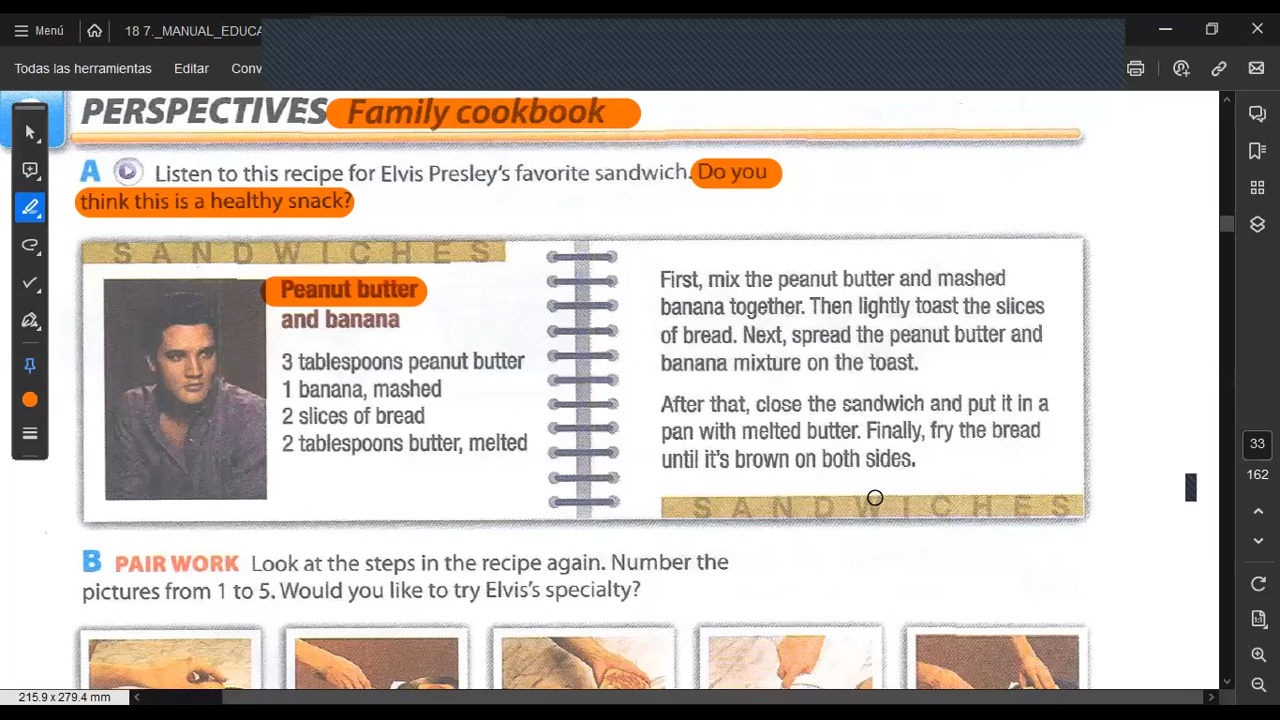 Menú
18 7._MANUAL_EDUCA
Todas las herramientas
Editar
Conv
PERSPECTIVES Family cookbook
A Listen to this recipe for Elvis Presley's favorite sandwich. Do you
think this is a healthy snack?
SANDWICHES
Peanut butter
and banana
3 tablespoons peanut butter
1 banana, mashed
2 slices of bread
2 tablespoons butter, melted
First, mix the peanut butter and mashed
banana together. Then lightly toast the slices
of bread. Next, spread the peanut butter and
banana mixture on the toast.
After that, close the sandwich and put it in a
pan with melted butter. Finally, fry the bread
until it's brown on both sides.
SANDWICHES
B PAIR WORK Look at the steps in the recipe again. Number the
pictures from 1 to 5. Would you like to try Elvis's specialty?
33
162
1:1
215.9 x 279.4 mm